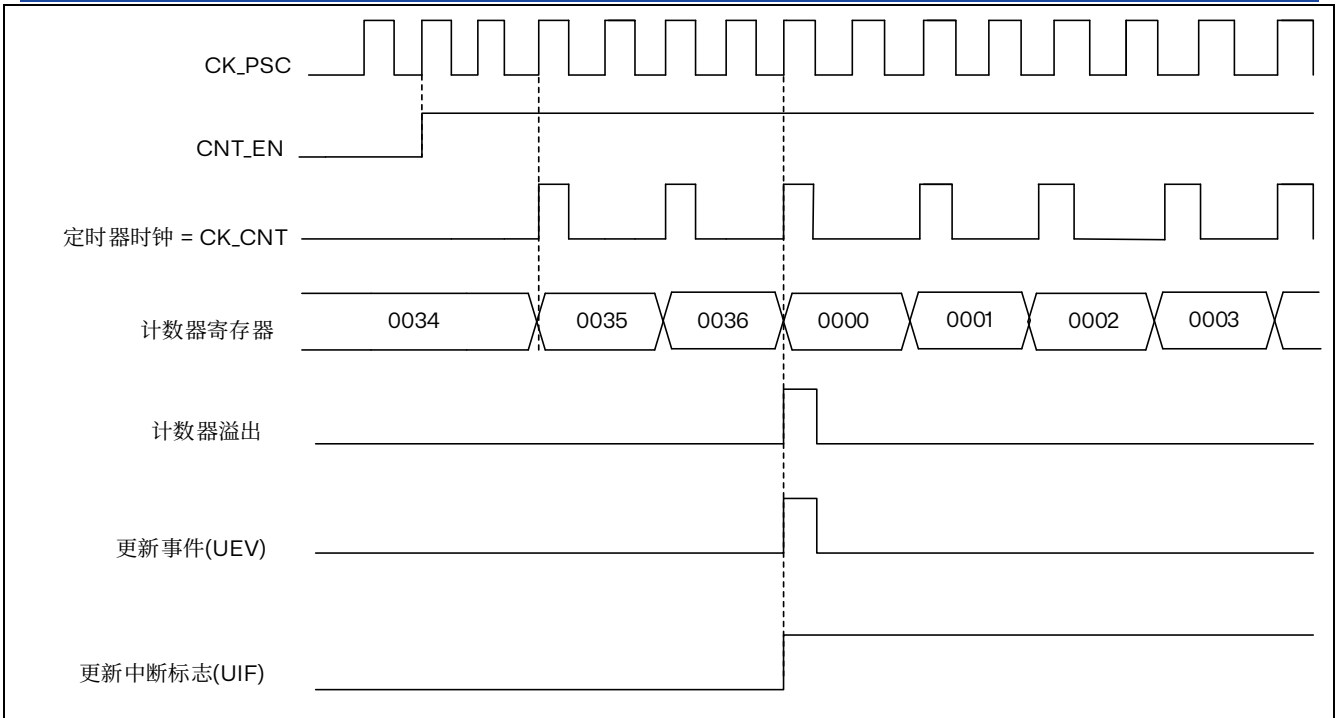 CK_PSC
CNT_EN
定时器时钟 = CK_CNT
计数器寄存器 0034 0035 0036 0000 0001 0002 0003
计数器溢出
更新事件(UEV)
更新中断标志(UIF)